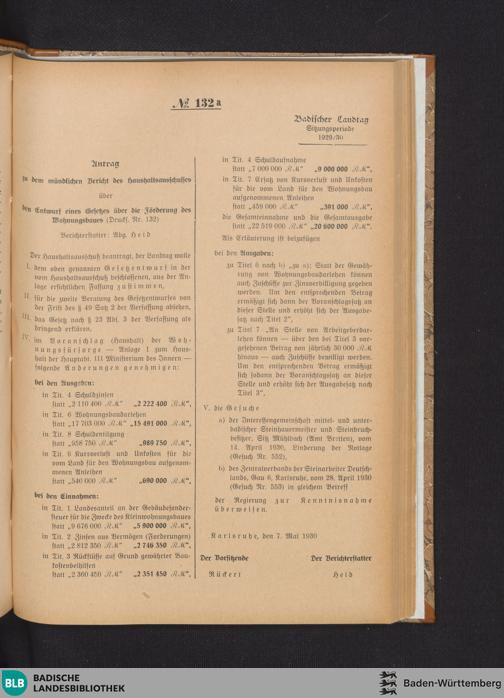 № 132a
Badischer Landtag
Sitzungsperiode
1929/30
Antrag
zu dem mündlichen Bericht des Haushaltsausschusses
über
den Entwurf eines Gesetzes über die Förderung des
Wohnungsbaues (Drucks. Nr. 132)
Berichterstatter: Abg. Heid
Der Haushaltsausschuß beantragt, der Landtag wolle
I. dem oben genannten Gesetzentwurf in der
vom Haushaltsausschuß beschlossenen, aus der An-
lage ersichtlichen Fassung zustimmen,
II. für die zweite Beratung des Gesetzentwurfes von
der Frist des § 49 Satz 2 der Verfassung absehen,
III. das Gesetz nach § 23 Abs. 3 der Verfassung als
dringend erklären,
IV. im Voranschlag (Haushalt) der Woh-
nungsfürsorge — Anlage 1 zum Haus-
halt der Hauptabt. III Ministerium des Innern —
folgende Änderungen genehmigen:
bei den Ausgaben:
in Tit. 4 Schuldzinsen
statt „2 110 400 RM" „2 222 400 RM",
in Tit. 6 Wohnungsbaudarlehen
statt „17 703 000 RM" „15 491 000 RM",
in Tit. 8 Schuldentilgung
statt „958 750 RM" „989 750 RM",
in Tit. 6 Kursverlust und Unkosten für die
vom Land für den Wohnungsbau aufgenom-
menen Anleihen
statt „540 000 RM" „690 000 RM",
bei den Einnahmen:
in Tit. 1 Landesanteil an der Gebäudesonder-
steuer für die Zwecke des Kleinwohnungsbaues
statt „9 676 000 RM" „5 900 000 RM",
in Tit. 2 Zinsen aus Vermögen (Forderungen)
statt „2 812 350 RM" „2 746 350 RM",
in Tit. 3 Rückflüsse auf Grund gewährter Bau-
kostenbeihilfen
statt „2 360 450 RM" „2 351 450 RM",
in Tit. 4 Schuldaufnahme
statt „7 000 000 RM" „9 000 000 RM",
in Tit. 7 Ersatz von Kursverlust und Unkosten
für die vom Land für den Wohnungsbau
aufgenommenen Anleihen
statt „459 000 RM" „301 000 RM",
die Gesamteinnahme und die Gesamtausgabe
statt „22 519 000 RM" „20 600 000 RM",
Als Erläuterung ist beizufügen
bei den Ausgaben:
zu Titel 6 nach b) „zu a): Statt der Gewäh-
rung von Wohnungsbaudarlehen können
auch Zuschüsse zur Zinsverbilligung gegeben
werden. Um den entsprechenden Betrag
ermäßigt sich dann der Voranschlagsatz an
dieser Stelle und erhöht sich der Ausgabe-
satz nach Titel 2",
zu Titel 7 „An Stelle von Arbeitgeberdar-
lehen können — über den bei Titel 3 vor-
gesehenen Betrag von jährlich 30 000 RM
hinaus — auch Zuschüsse bewilligt werden.
Um den entsprechenden Betrag ermäßigt
sich sodann der Voranschlagsatz an dieser
Stelle und erhöht sich der Ausgabesatz nach
Titel 3",
V. die Gesuche
a) der Interessengemeinschaft mittel- und unter-
badischer Steinhauermeister und Steinbruch-
besitzer, Sitz Mühlbach (Amt Bretten), vom
14. April 1930, Linderung der Notlage
(Gesuch Nr. 552),
b) des Zentralverbands der Steinarbeiter Deutsch-
lands, Gau 6, Karlsruhe, vom 28. April 1930
(Gesuch Nr. 553) in gleichem Betreff
der Regierung zur Kenntnisnahme
überweisen.
Karlsruhe, den 7. Mai 1930
Der Vorsitzende Der Berichterstatter
Rückert Heid
BLB BADISCHE
LANDESBIBLIOTHEK
Baden-Württemberg